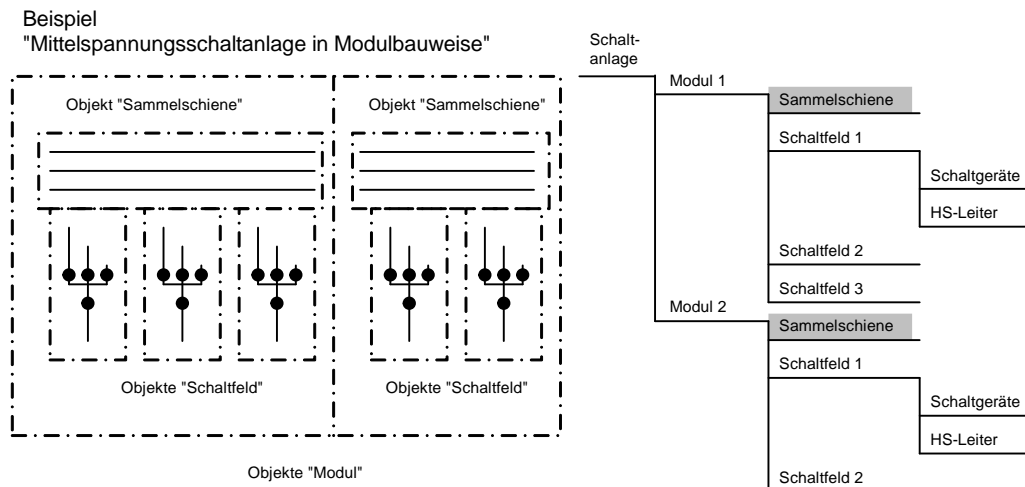 Beispiel
"Mittelspannungsschaltanlage in Modulbauweise"
Objekt "Sammelschiene"
Objekt "Sammelschiene"
Objekte "Schaltfeld"
Objekte "Schaltfeld"
Objekte "Modul"
Schalt-
anlage
Modul 1
Sammelschiene
Schaltfeld 1
Schaltgeräte
HS-Leiter
Schaltfeld 2
Schaltfeld 3
Modul 2
Sammelschiene
Schaltfeld 1
Schaltgeräte
HS-Leiter
Schaltfeld 2